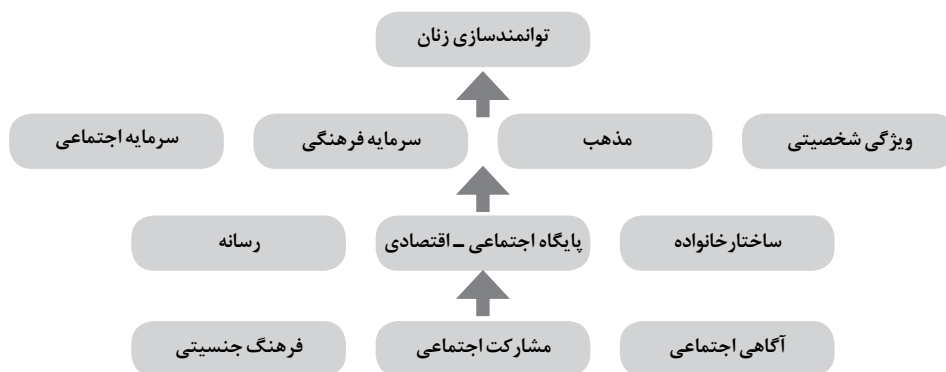 توانمندسازی زنان
ویژگی شخصیتی
مذهب
سرمایه فرهنگی
سرمایه اجتماعی
ساختار خانواده
پایگاه اجتماعی ـ اقتصادی
رسانه
آگاهی اجتماعی
مشارکت اجتماعی
فرهنگ جنسیتی